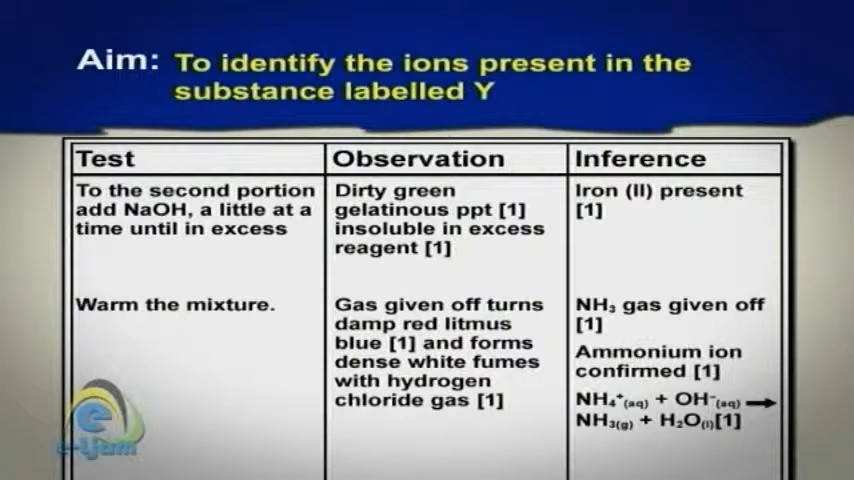 Aim: To identify the ions present in the
substance labelled Y
Test
Observation
Inference
To the second portion
add NaOH, a little at a
time until in excess
Dirty green
gelatinous ppt [1]
insoluble in excess
reagent [1]
Iron (II) present
[1]
Warm the mixture.
Gas given off turns
damp red litmus
blue [1] and forms
dense white fumes
with hydrogen
chloride gas [1]
NH₃ gas given off
[1]
Ammonium ion
confirmed [1]
NH₄⁺(aq) + OH⁻(aq) →
NH₃(g) + H₂O(l)[1]
e